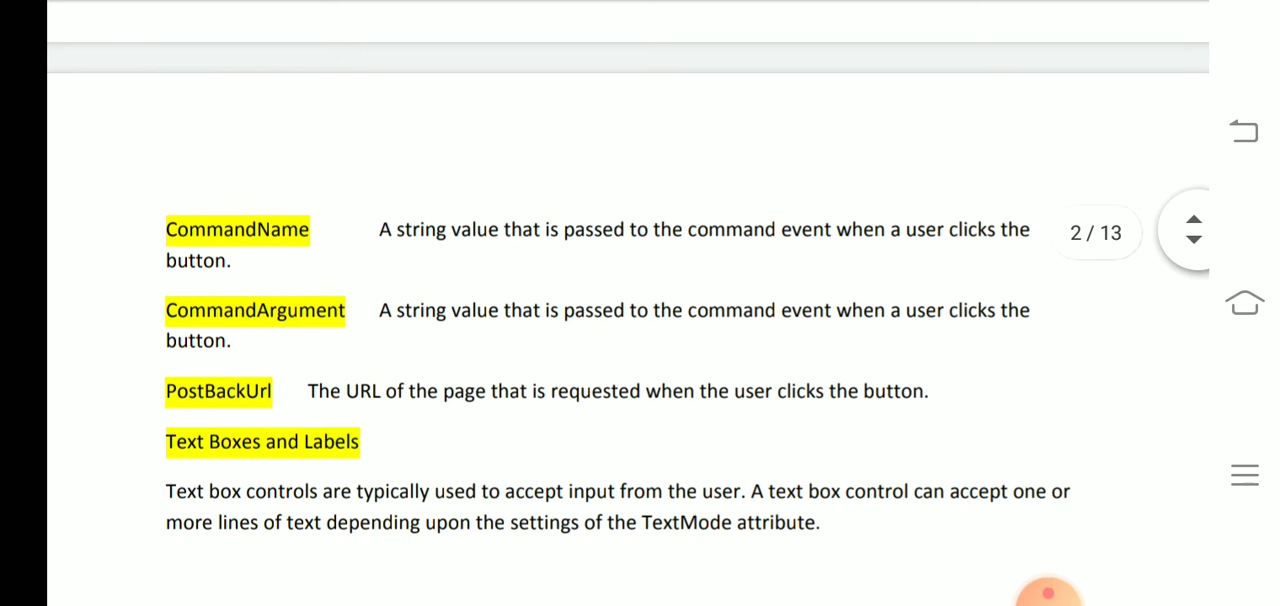 CommandName A string value that is passed to the command event when a user clicks the
button.
2 / 13
CommandArgument A string value that is passed to the command event when a user clicks the
button.
PostBackUrl The URL of the page that is requested when the user clicks the button.
Text Boxes and Labels
Text box controls are typically used to accept input from the user. A text box control can accept one or
more lines of text depending upon the settings of the TextMode attribute.